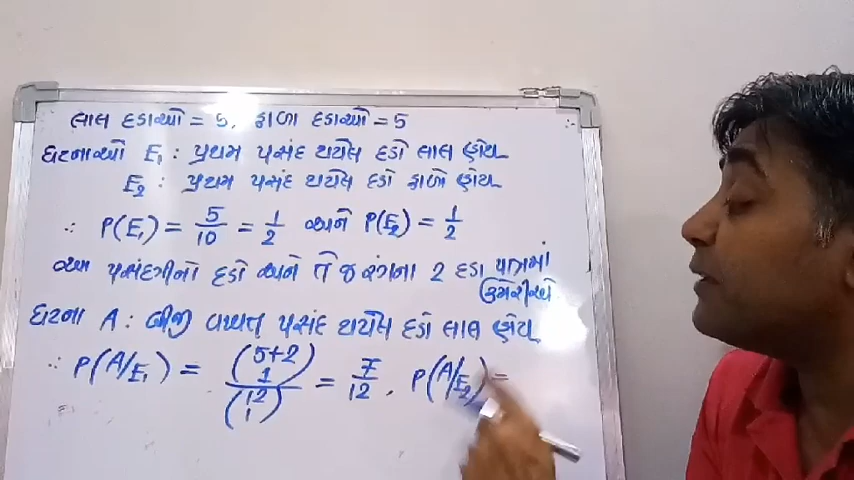 લાલ દડાઓ = 5, કાળા દડાઓ = 5
ઘટનાઓ E₁ : પ્રથમ પસંદ થયેલ દડો લાલ હોય
E₂ : પ્રથમ પસંદ થયેલ દડો કાળો હોય
∴ P(E₁) = 5/10 = 1/2 અને P(E₂) = 1/2
આ પસંદગીનો દડો અને તે જ રંગના 2 દડા પાત્રમાં
ઉમેરીએ
ઘટના A : બીજી વખત પસંદ થયેલ દડો લાલ હોય
∴ P(A/E₁) = (5+2 1)/(12 1) = 7/12 , P(A/E₂) =